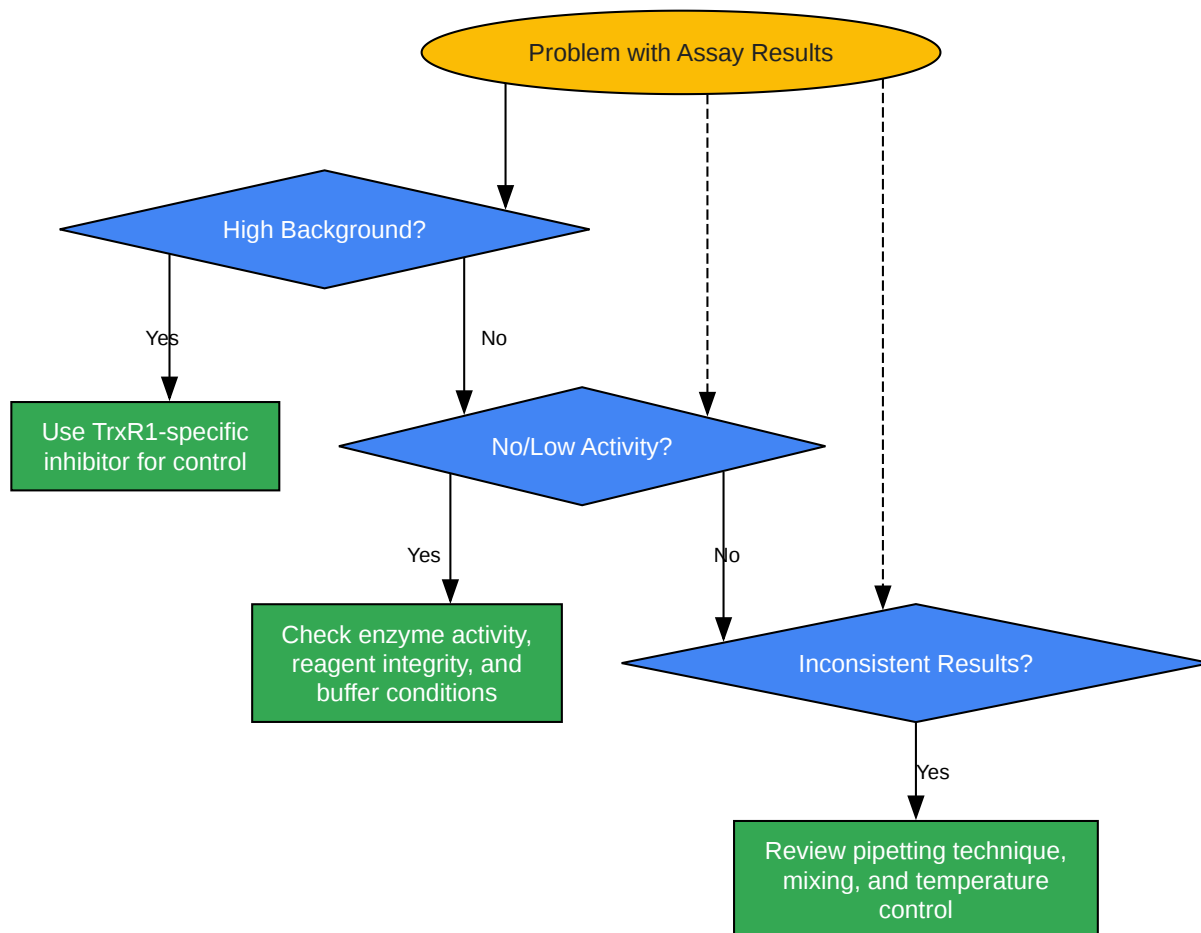 Problem with Assay Results
High Background?
Yes
No
Use TrxR1-specific
inhibitor for control
No/Low Activity?
Yes
No
Check enzyme activity,
reagent integrity, and
buffer conditions
Inconsistent Results?
Yes
Review pipetting technique,
mixing, and temperature
control